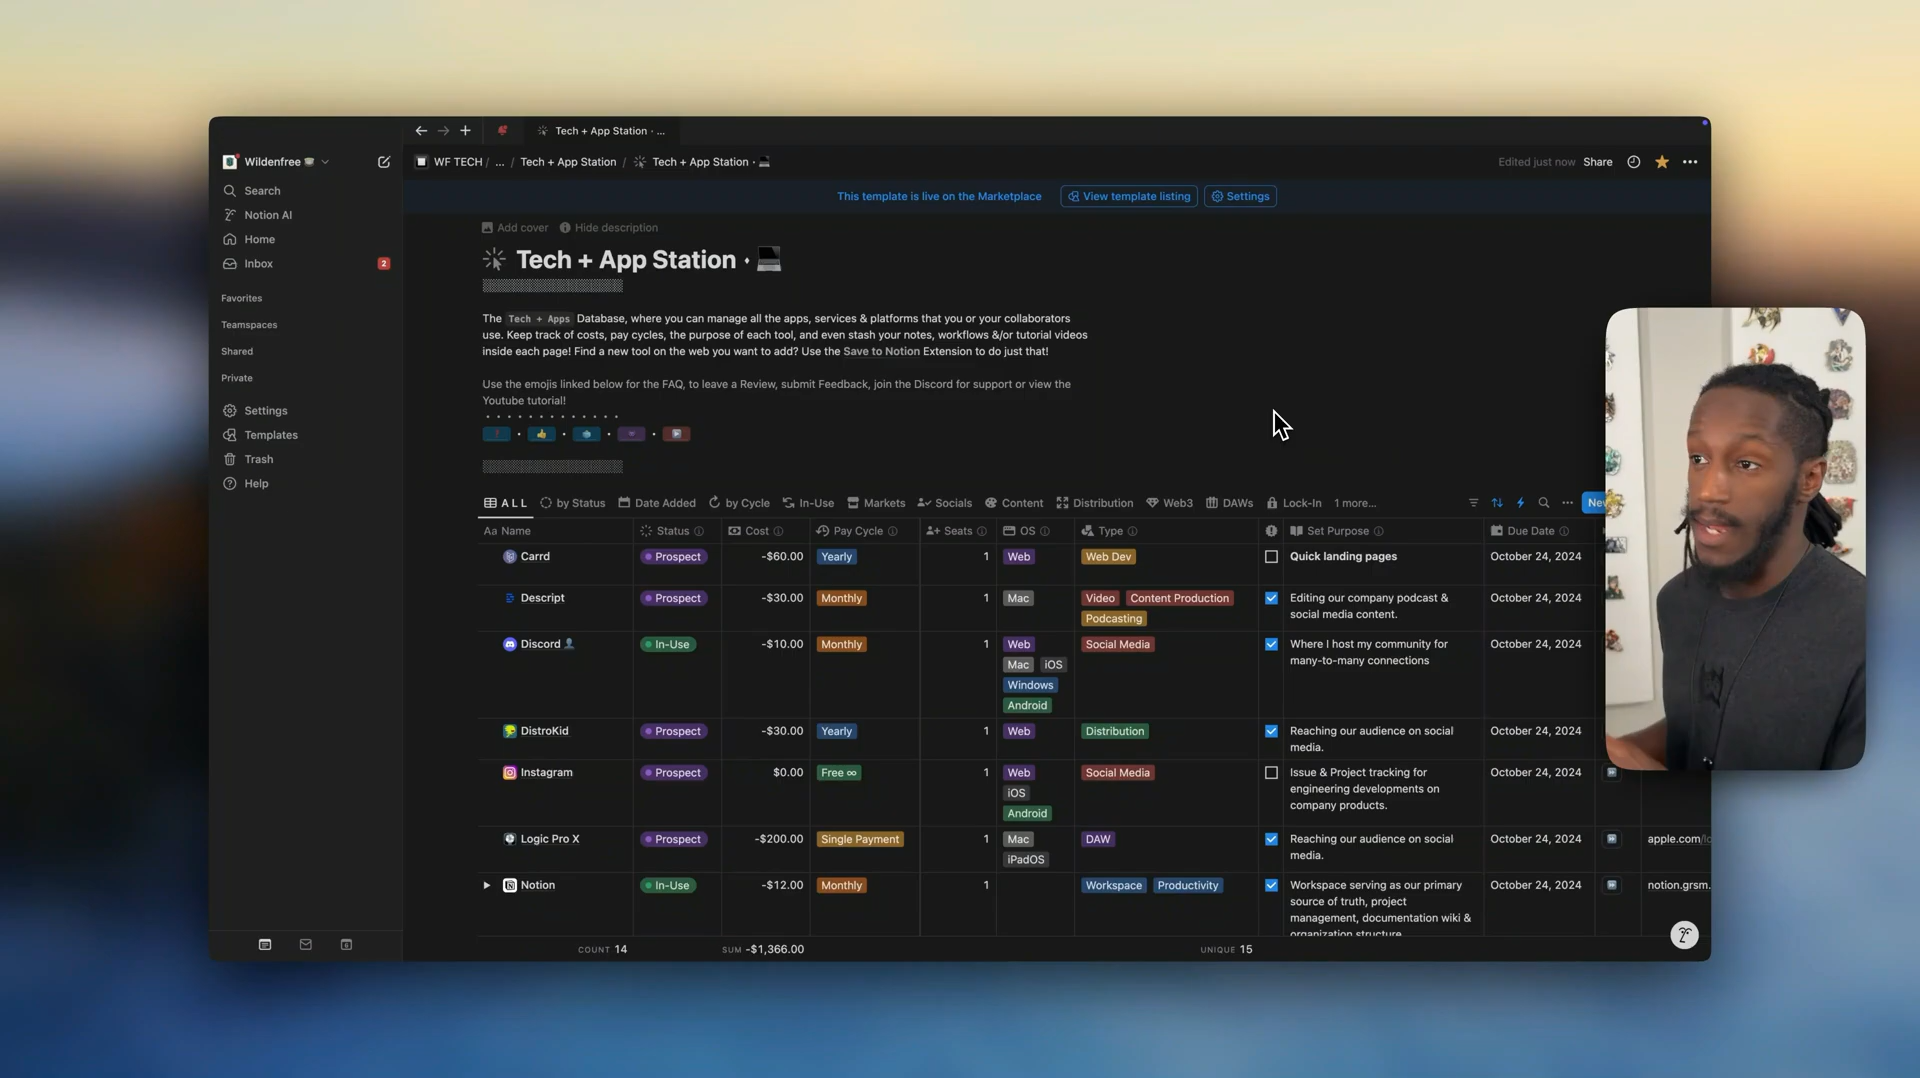 Tech + App Station · ...
Wildenfree
WF TECH / ... / Tech + App Station / Tech + App Station •
Edited just now Share
Search
Notion AI
Home
Inbox 2
Favorites
Teamspaces
Shared
Private
Settings
Templates
Trash
Help
This template is live on the Marketplace View template listing Settings
Add cover Hide description
Tech + App Station •
The Tech + Apps Database, where you can manage all the apps, services & platforms that you or your collaborators
use. Keep track of costs, pay cycles, the purpose of each tool, and even stash your notes, workflows &/or tutorial videos
inside each page! Find a new tool on the web you want to add? Use the Save to Notion Extension to do just that!
Use the emojis linked below for the FAQ, to leave a Review, submit Feedback, join the Discord for support or view the
Youtube tutorial!
ALL by Status Date Added by Cycle In-Use Markets Socials Content Distribution Web3 DAWs Lock-In 1 more...
Aa Name Status Cost Pay Cycle Seats OS Type Set Purpose Due Date
Carrd Prospect -$60.00 Yearly 1 Web Web Dev Quick landing pages October 24, 2024
Descript Prospect -$30.00 Monthly 1 Mac Video Content Production Editing our company podcast & October 24, 2024
Podcasting social media content.
Discord In-Use -$10.00 Monthly 1 Web Social Media Where I host my community for October 24, 2024
Mac iOS many-to-many connections
Windows
Android
DistroKid Prospect -$30.00 Yearly 1 Web Distribution Reaching our audience on social October 24, 2024
media.
Instagram Prospect $0.00 Free ∞ 1 Web Social Media Issue & Project tracking for October 24, 2024
iOS engineering developments on
Android company products.
Logic Pro X Prospect -$200.00 Single Payment 1 Mac DAW Reaching our audience on social October 24, 2024 apple.com/lo
iPadOS media.
Notion In-Use -$12.00 Monthly 1 Workspace Productivity Workspace serving as our primary October 24, 2024 notion.grsm.
source of truth, project
management, documentation wiki &
organization structure
COUNT 14 SUM -$1,366.00 UNIQUE 15